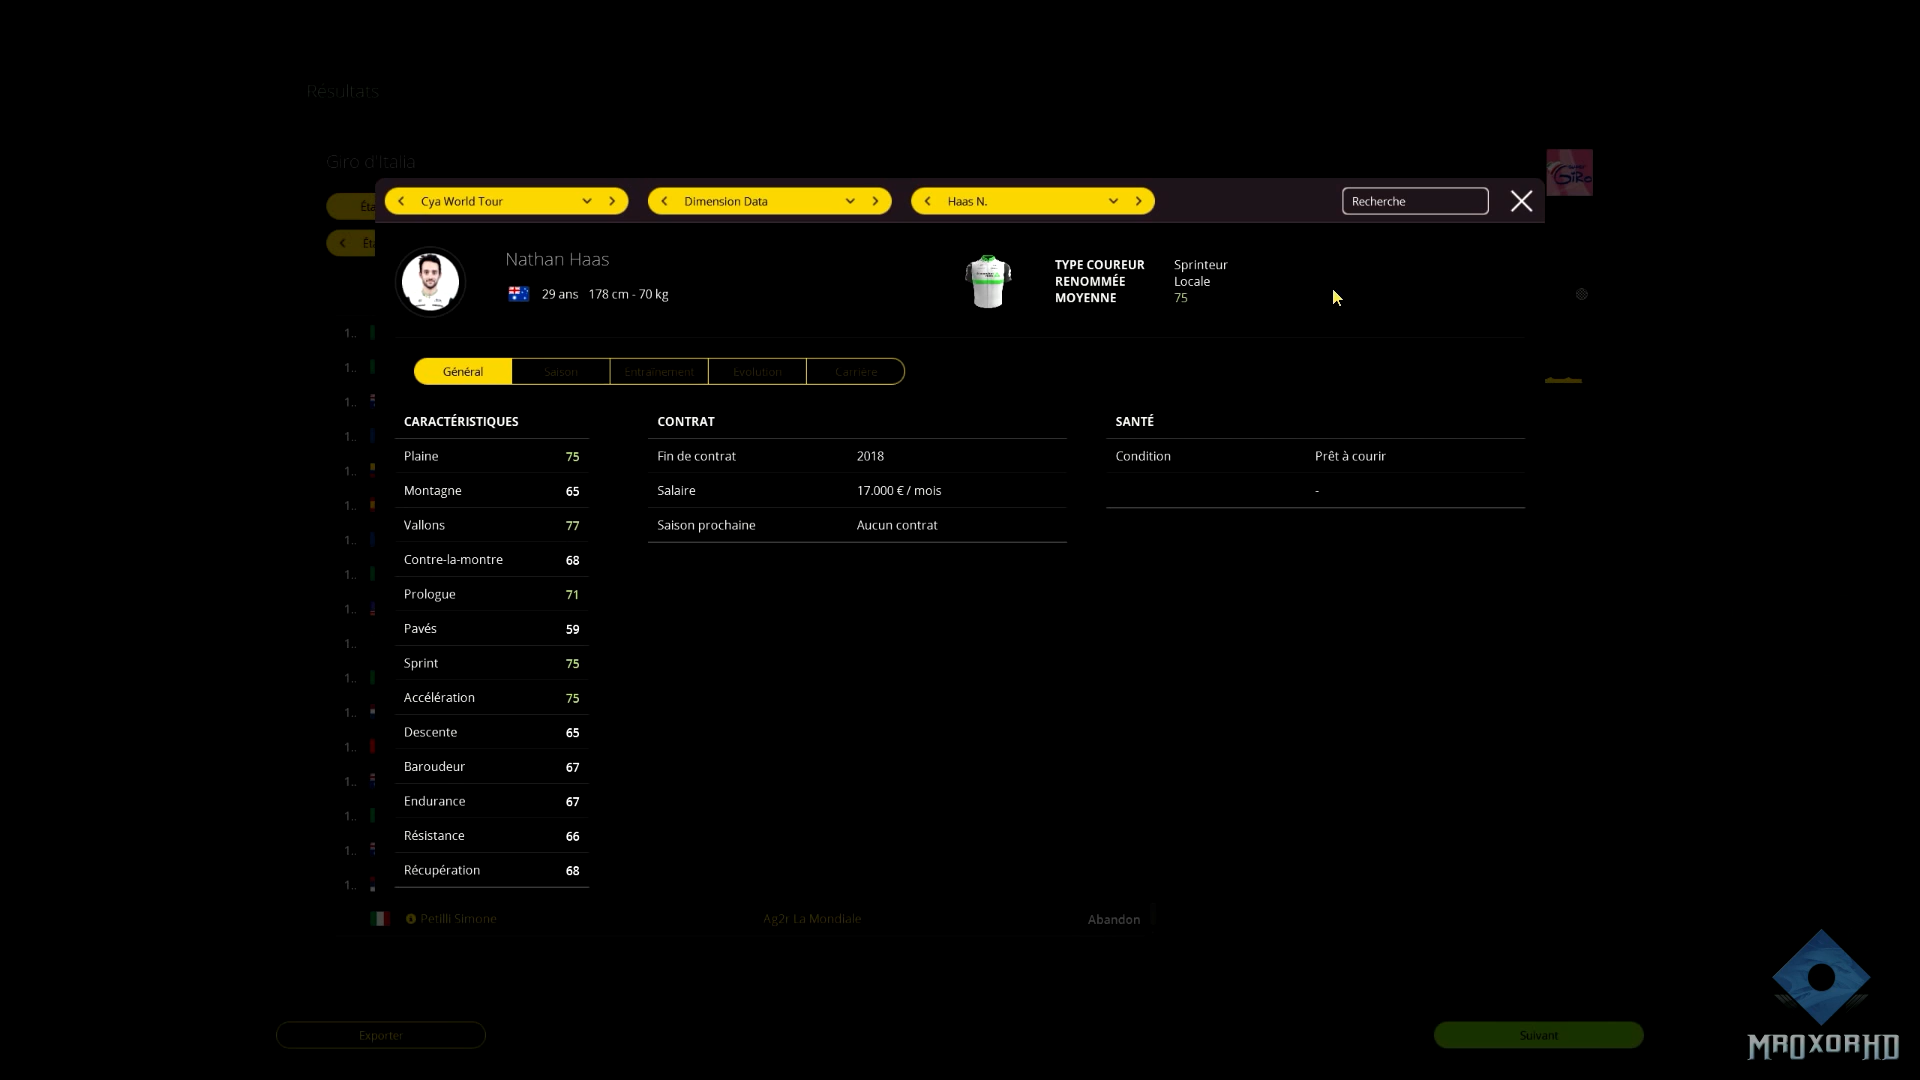 Résultats
Giro d'Italia
Cya World Tour
Dimension Data
Haas N.
Recherche
Nathan Haas
29 ans 178 cm - 70 kg
TYPE COUREUR Sprinteur
RENOMMÉE Locale
MOYENNE 75
Général Saison Entraînement Evolution Carrière
CARACTÉRISTIQUES
Plaine 75
Montagne 65
Vallons 77
Contre-la-montre 68
Prologue 71
Pavés 59
Sprint 75
Accélération 75
Descente 65
Baroudeur 67
Endurance 67
Résistance 66
Récupération 68
CONTRAT
Fin de contrat 2018
Salaire 17.000 € / mois
Saison prochaine Aucun contrat
SANTÉ
Condition Prêt à courir
-
Petilli Simone Ag2r La Mondiale Abandon
Exporter
Suivant
MAOXORHD